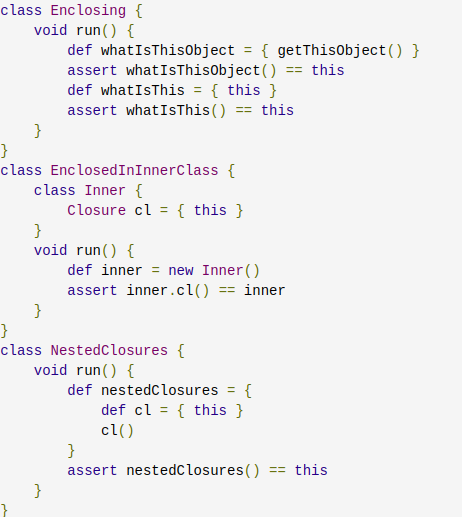 class Enclosing {
    void run() {
        def whatIsThisObject = { getThisObject() }
        assert whatIsThisObject() == this
        def whatIsThis = { this }
        assert whatIsThis() == this
    }
}
class EnclosedInInnerClass {
    class Inner {
        Closure cl = { this }
    }
    void run() {
        def inner = new Inner()
        assert inner.cl() == inner
    }
}
class NestedClosures {
    void run() {
        def nestedClosures = {
            def cl = { this }
            cl()
        }
        assert nestedClosures() == this
    }
}